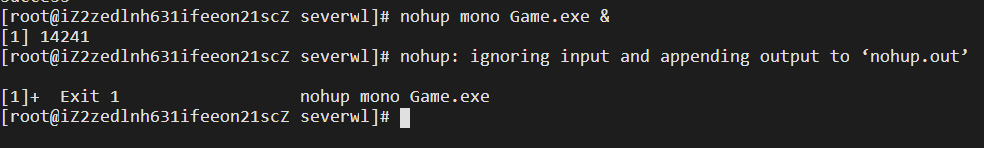 [root@iZ2zedlnh631ifeeon21scZ severwl]# nohup mono Game.exe &
[1] 14241
[root@iZ2zedlnh631ifeeon21scZ severwl]# nohup: ignoring input and appending output to ‘nohup.out’
[1]+  Exit 1                  nohup mono Game.exe
[root@iZ2zedlnh631ifeeon21scZ severwl]#